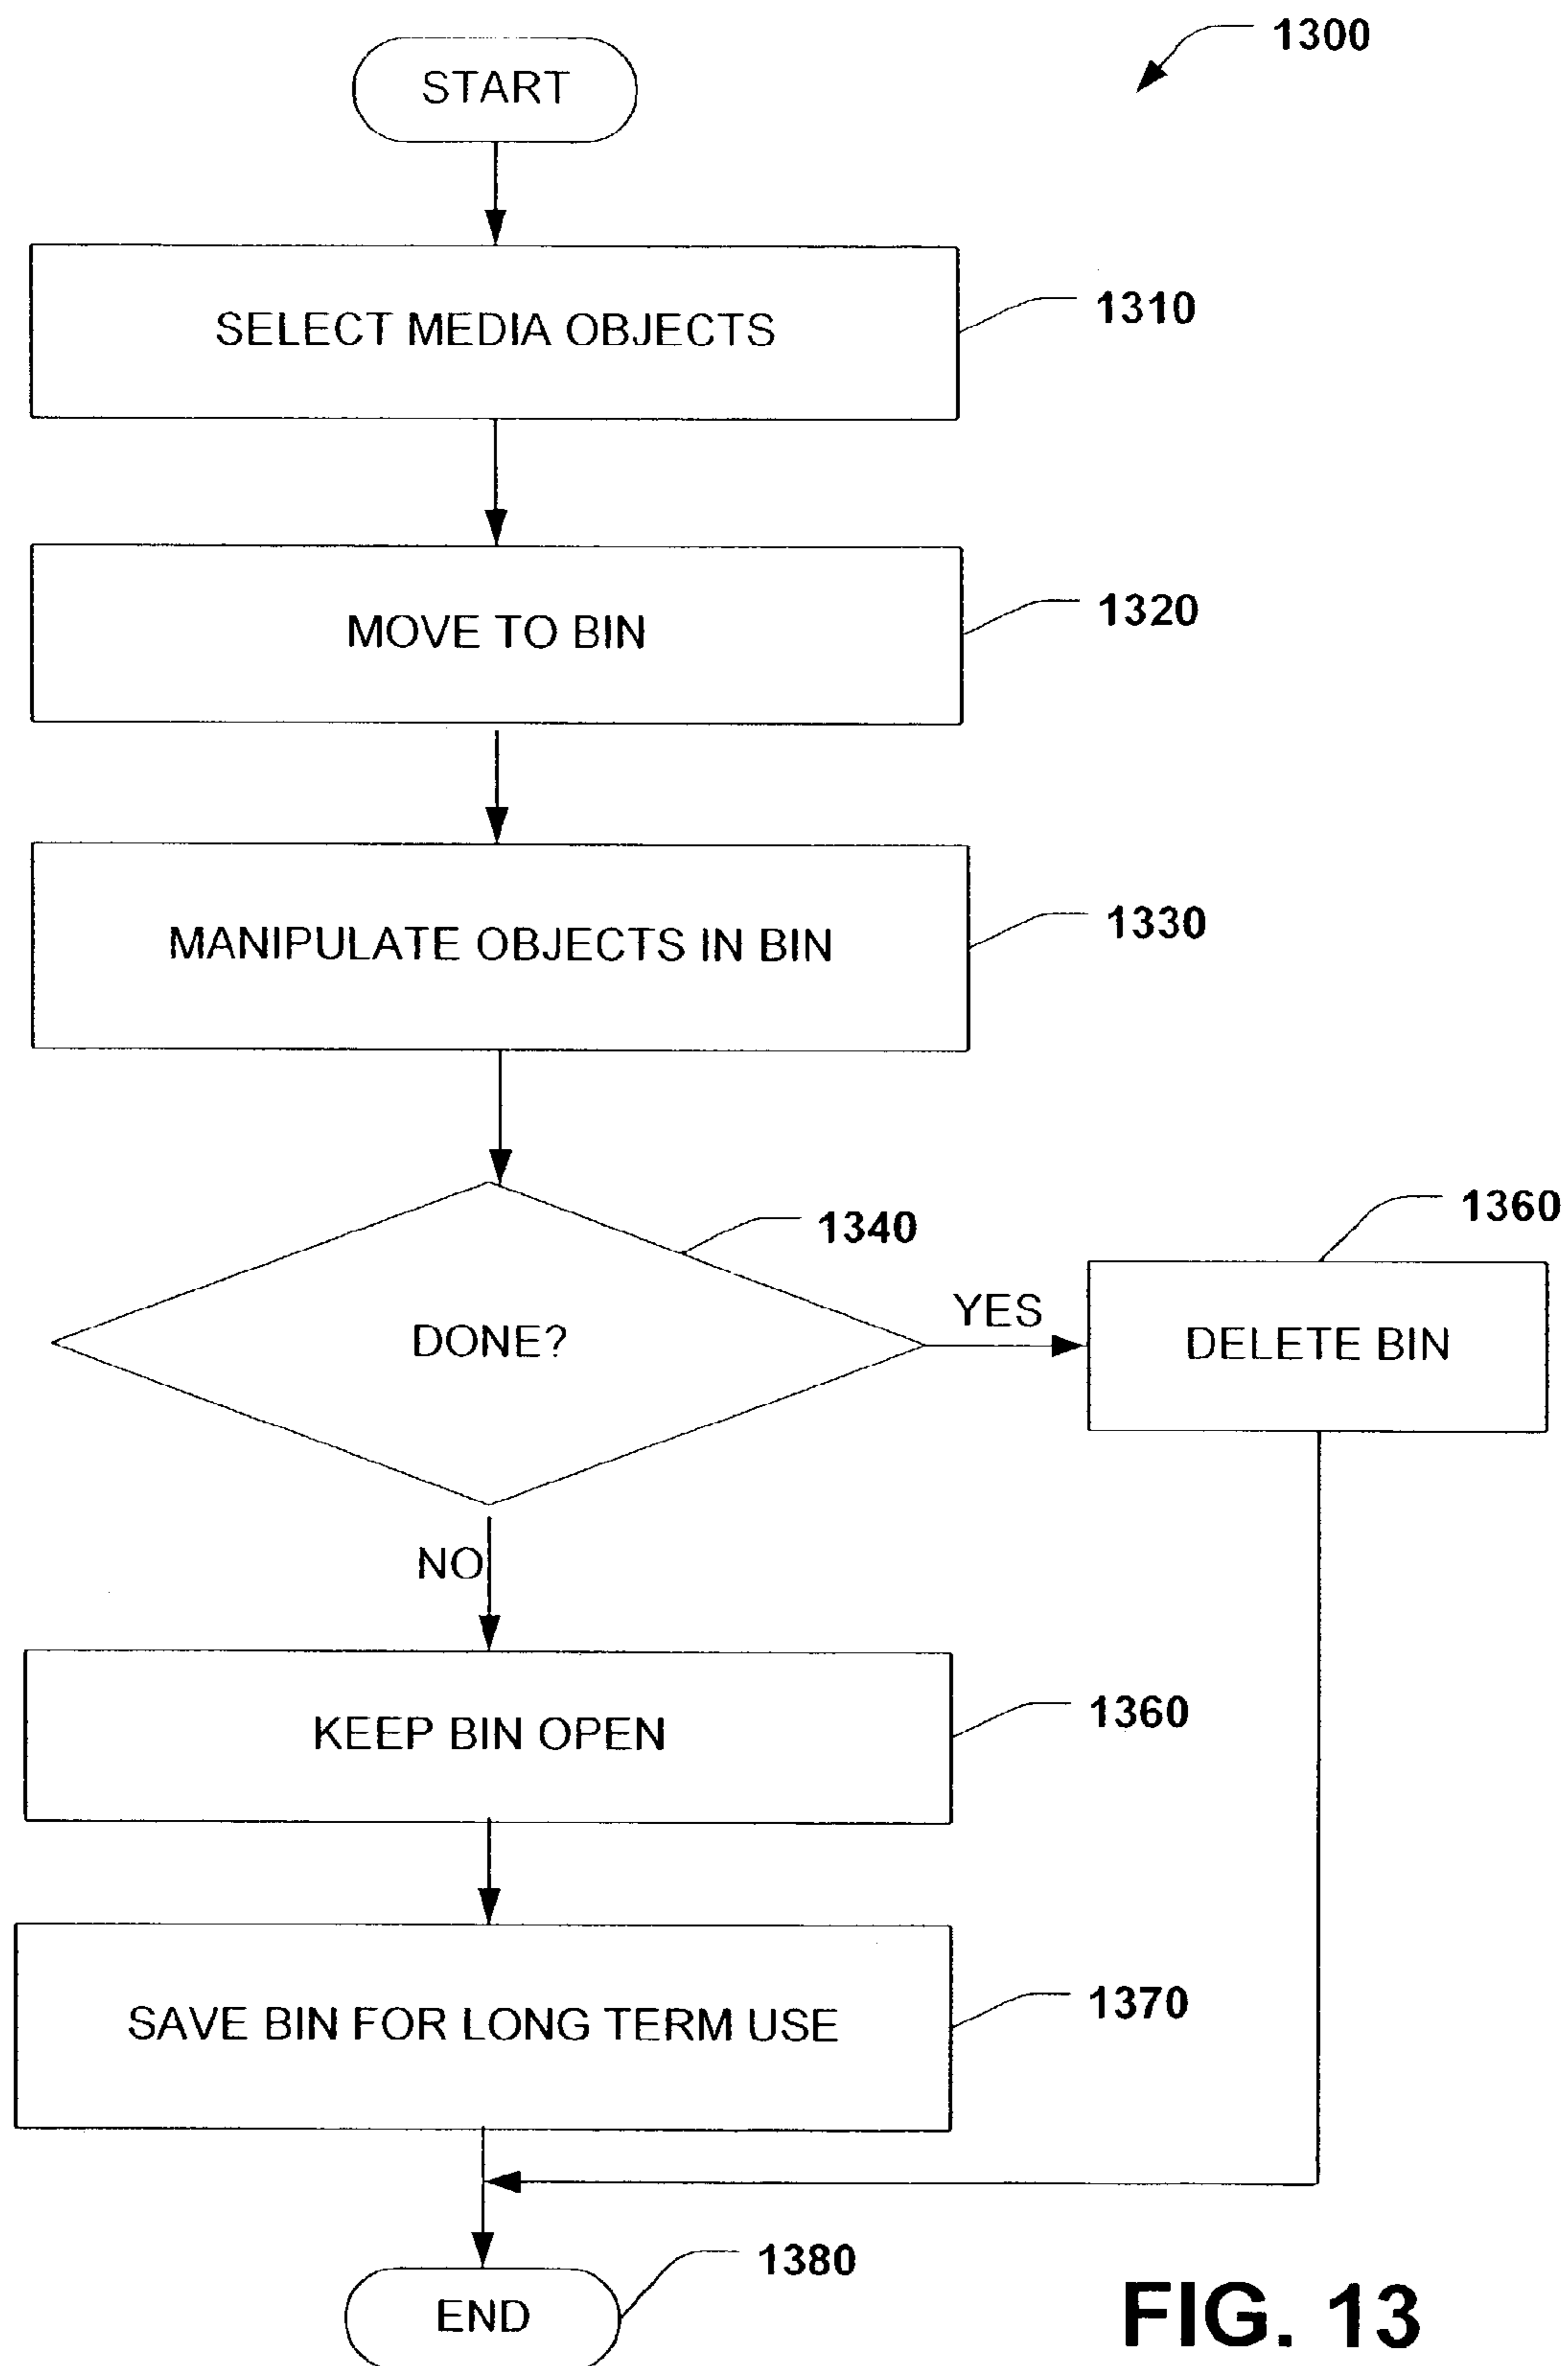 1300
START
SELECT MEDIA OBJECTS
1310
MOVE TO BIN
1320
MANIPULATE OBJECTS IN BIN
1330
1340
1360
DONE?
YES
DELETE BIN
NO
KEEP BIN OPEN
1360
SAVE BIN FOR LONG TERM USE
1370
1380
END
FIG. 13